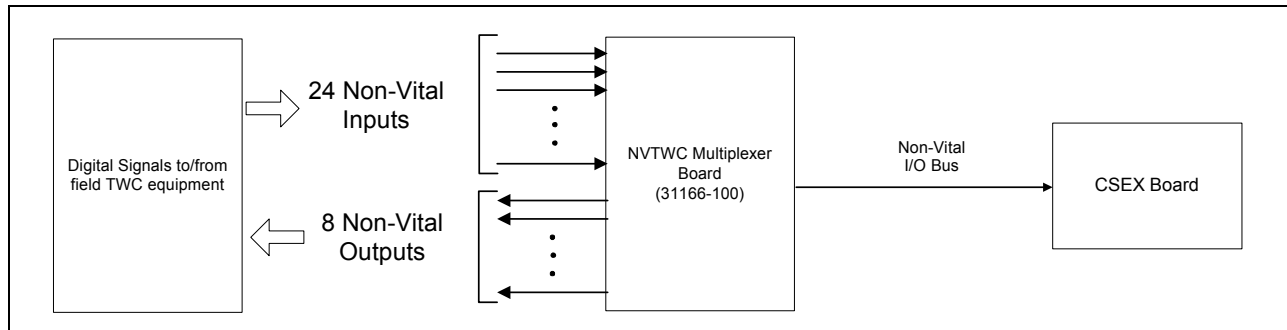 Digital Signals to/from
field TWC equipment
24 Non-Vital
Inputs
8 Non-Vital
Outputs
NVTWC Multiplexer
Board
(31166-100)
Non-Vital
I/O Bus
CSEX Board